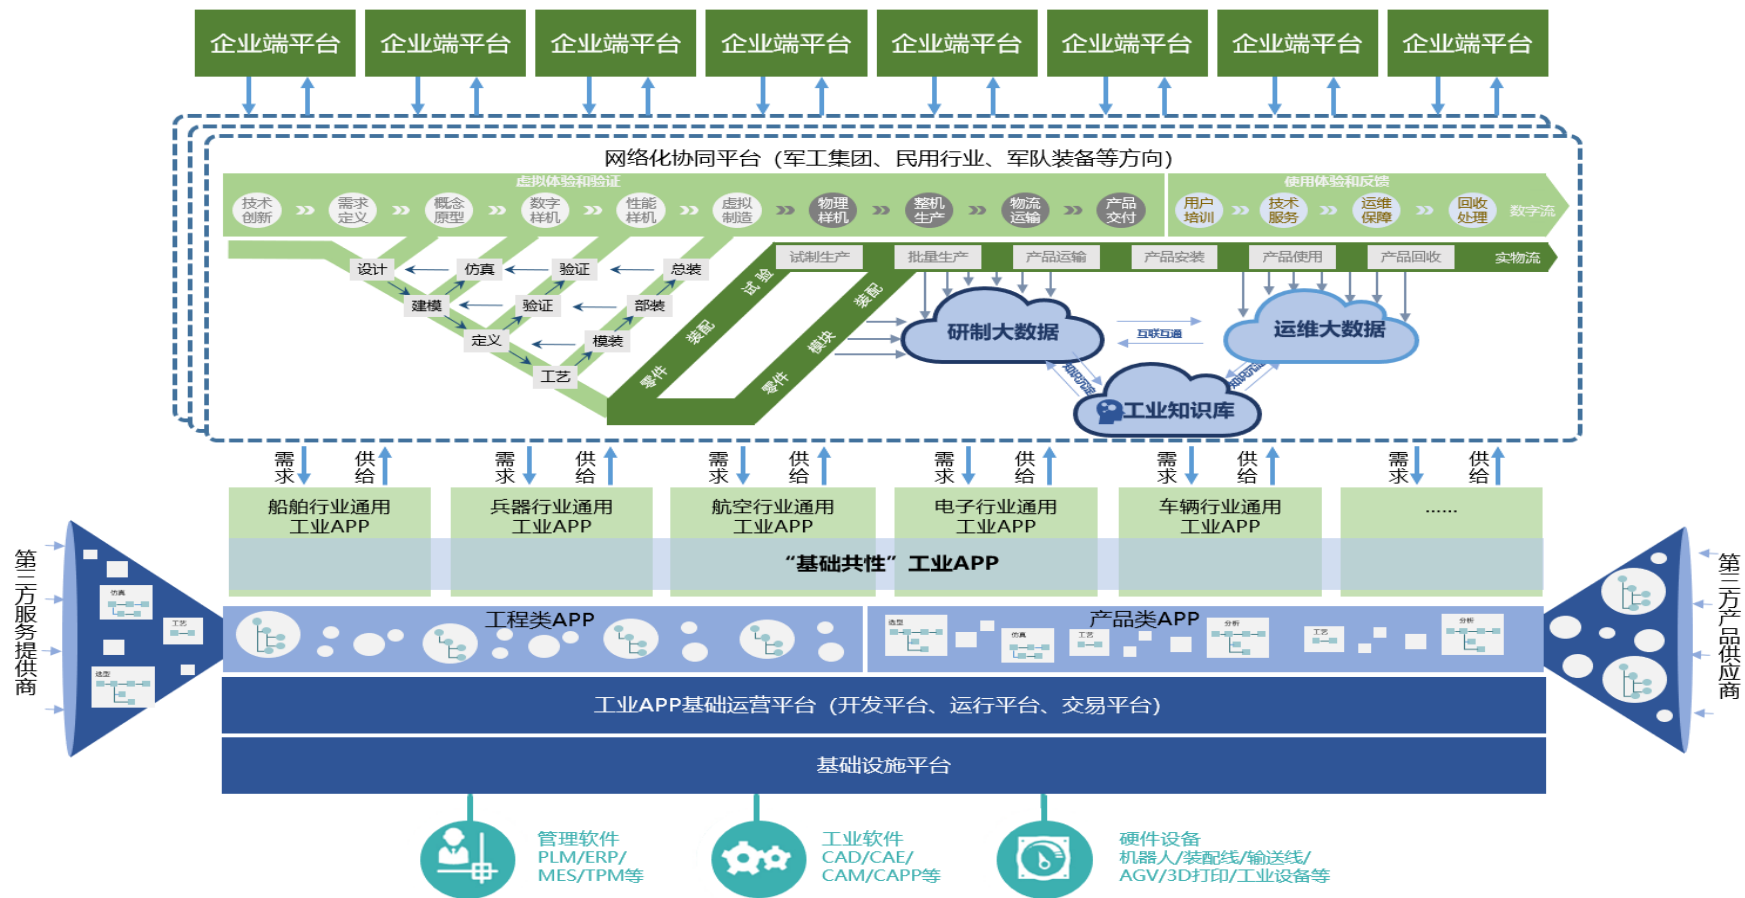 企业端平台
企业端平台
企业端平台
企业端平台
企业端平台
企业端平台
企业端平台
企业端平台
网络化协同平台（军工集团、民用行业、军队装备等方向）
虚拟体验和验证
使用体验和反馈
技术
创新
需求
定义
概念
原型
数字
样机
性能
样机
虚拟
制造
物理
样机
整机
生产
物流
运输
产品
交付
用户
培训
技术
服务
运维
保障
回收
处理
数字流
试制生产
批量生产
产品运输
产品安装
产品使用
产品回收
实物流
设计
仿真
验证
总装
建模
验证
部装
定义
模装
工艺
零件
装配
试验
零件
模块
装配
研制大数据
互联互通
运维大数据
工业知识库
需求
供给
需求
供给
需求
供给
需求
供给
需求
供给
需求
供给
船舶行业通用
工业APP
兵器行业通用
工业APP
航空行业通用
工业APP
电子行业通用
工业APP
车辆行业通用
工业APP
......
“基础共性”工业APP
第三方服务提供商
仿真
工艺
选型
工程类APP
产品类APP
选型
仿真
工艺
分析
工艺
分析
第三方产品供应商
工业APP基础运营平台（开发平台、运行平台、交易平台）
基础设施平台
管理软件
PLM/ERP/
MES/TPM等
工业软件
CAD/CAE/
CAM/CAPP等
硬件设备
机器人/装配线/输送线/
AGV/3D打印/工业设备等